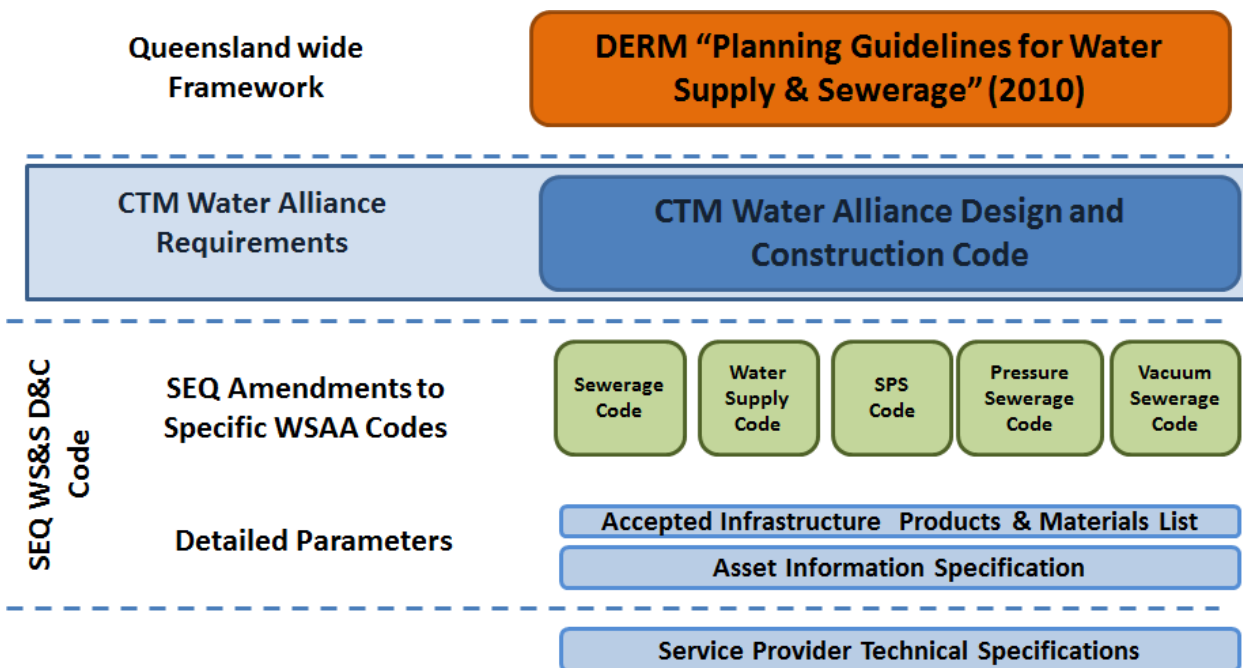 Queensland wide
Framework
DERM “Planning Guidelines for Water
Supply & Sewerage” (2010)
CTM Water Alliance
Requirements
CTM Water Alliance Design and
Construction Code
SEQ WS&S D&C
Code
SEQ Amendments to
Specific WSAA Codes
Sewerage
Code
Water
Supply
Code
SPS
Code
Pressure
Sewerage
Code
Vacuum
Sewerage
Code
Detailed Parameters
Accepted Infrastructure Products & Materials List
Asset Information Specification
Service Provider Technical Specifications